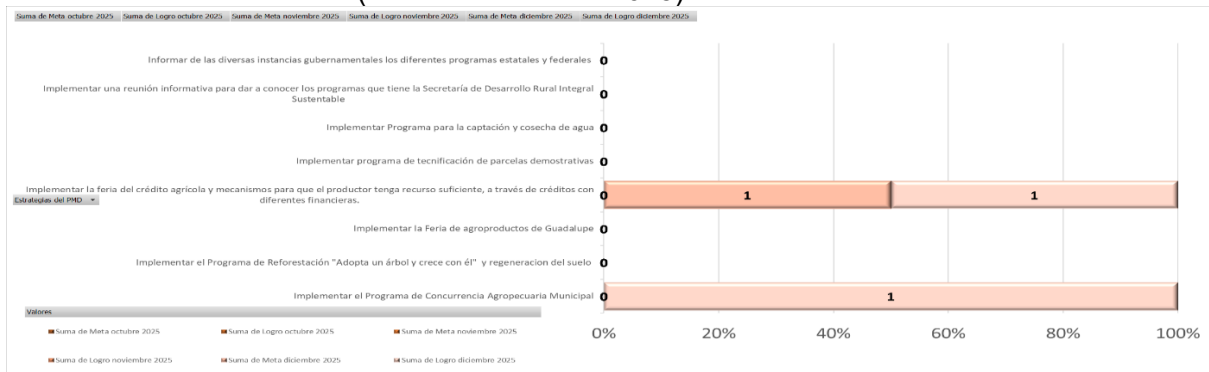 Suma de Meta octubre 2025 Suma de Logro octubre 2025 Suma de Meta noviembre 2025 Suma de Logro noviembre 2025 Suma de Meta diciembre 2025 Suma de Logro diciembre 2025
Informar de las diversas instancias gubernamentales los diferentes programas estatales y federales 0
Implementar una reunión informativa para dar a conocer los programas que tiene la Secretaría de Desarrollo Rural Integral
Sustentable 0
Implementar Programa para la captación y cosecha de agua 0
Implementar programa de tecnificación de parcelas demostrativas 0
Implementar la feria del crédito agrícola y mecanismos para que el productor tenga recurso suficiente, a través de créditos con
diferentes financieras. 0 1 1
Estrategias del PMD
Implementar la Feria de agroproductos de Guadalupe 0
Implementar el Programa de Reforestación "Adopta un árbol y crece con él" y regeneracion del suelo 0
Implementar el Programa de Concurrencia Agropecuaria Municipal 0 1
Valores
Suma de Meta octubre 2025 Suma de Logro octubre 2025 Suma de Meta noviembre 2025
Suma de Logro noviembre 2025 Suma de Meta diciembre 2025 Suma de Logro diciembre 2025
0% 20% 40% 60% 80% 100%